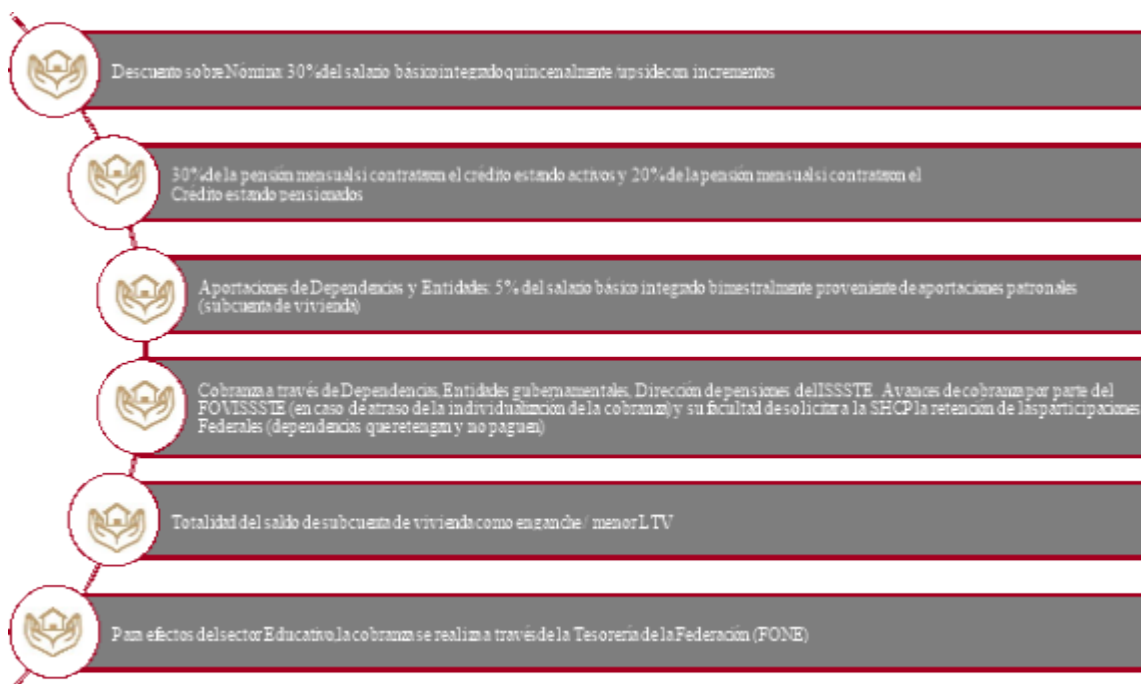 Descuento sobre Nómina: 30% del salario básico integrado quincenalmente /upside con incrementos
30% de la pensión mensual si contrataron el crédito estando activos y 20% de la pensión mensual si contrataron el
Crédito estando pensionados
Aportaciones de Dependencias y Entidades: 5% del salario básico integrado bimestralmente proveniente de aportaciones patronales
(subcuenta de vivienda)
Cobranza a través de Dependencias, Entidades gubernamentales, Dirección de pensiones del ISSSTE. Avances de cobranza por parte del
FOVISSSTE (en caso de atraso de la individualización de la cobranza) y su facultad de solicitar a la SHCP la retención de las participaciones
Federales (dependencias que retengan y no paguen)
Totalidad del saldo de subcuenta de vivienda como enganche / menor LTV
Para efectos del sector Educativo, la cobranza se realiza a través de la Tesorería de la Federación (FONE)